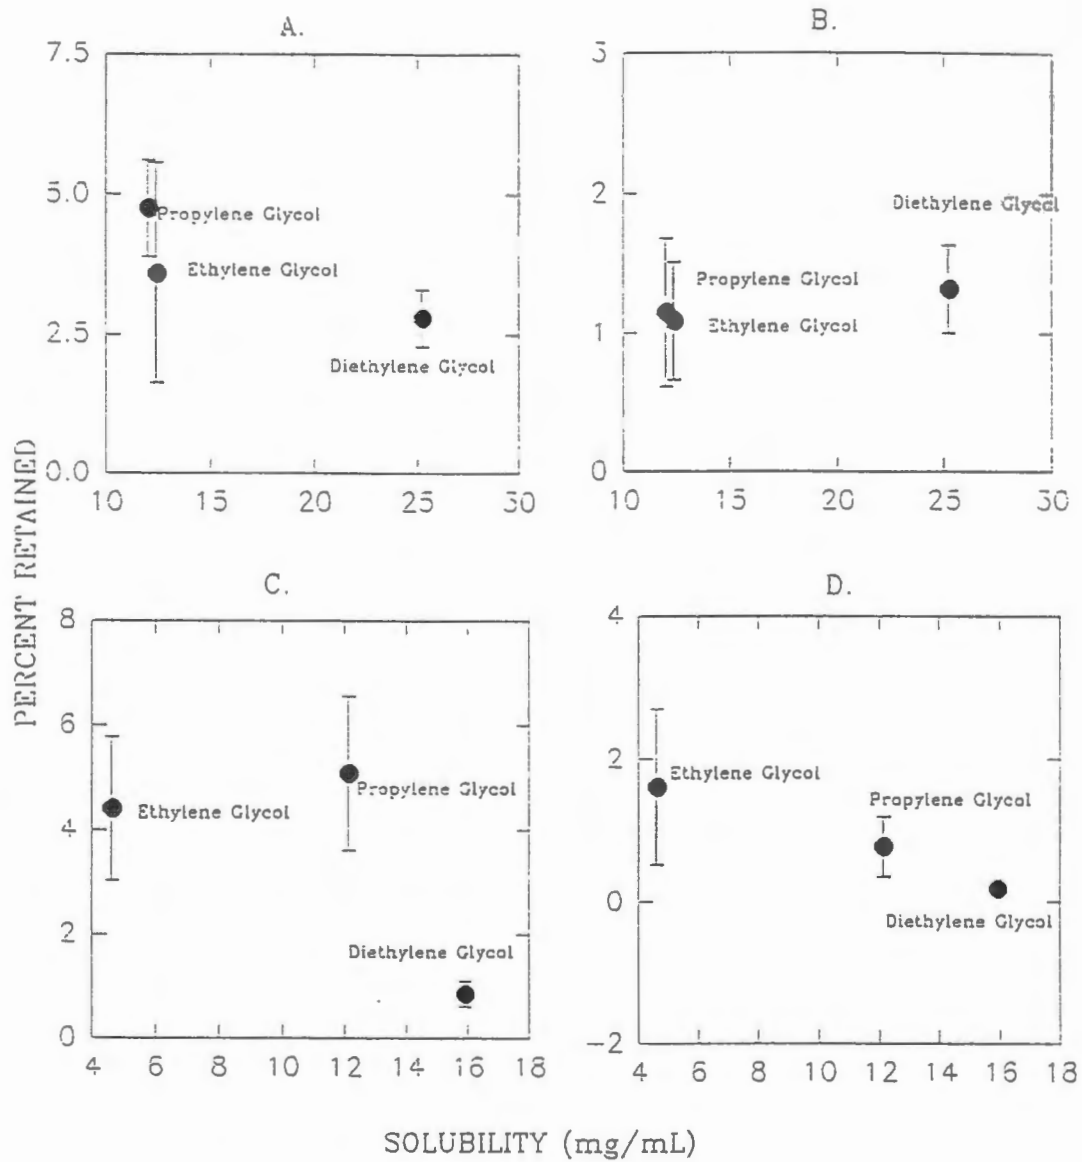 A.
7.5
5.0
2.5
0.0
Propylene Glycol
Ethylene Glycol
Diethylene Glycol
10 15 20 25 30
B.
3
2
1
0
Diethylene Glycol
Propylene Glycol
Ethylene Glycol
10 15 20 25 30
PERCENT RETAINED
C.
8
6
4
2
0
Propylene Glycol
Ethylene Glycol
Diethylene Glycol
4 6 8 10 12 14 16 18
D.
4
2
0
-2
Ethylene Glycol
Propylene Glycol
Diethylene Glycol
4 6 8 10 12 14 16 18
SOLUBILITY (mg/mL)